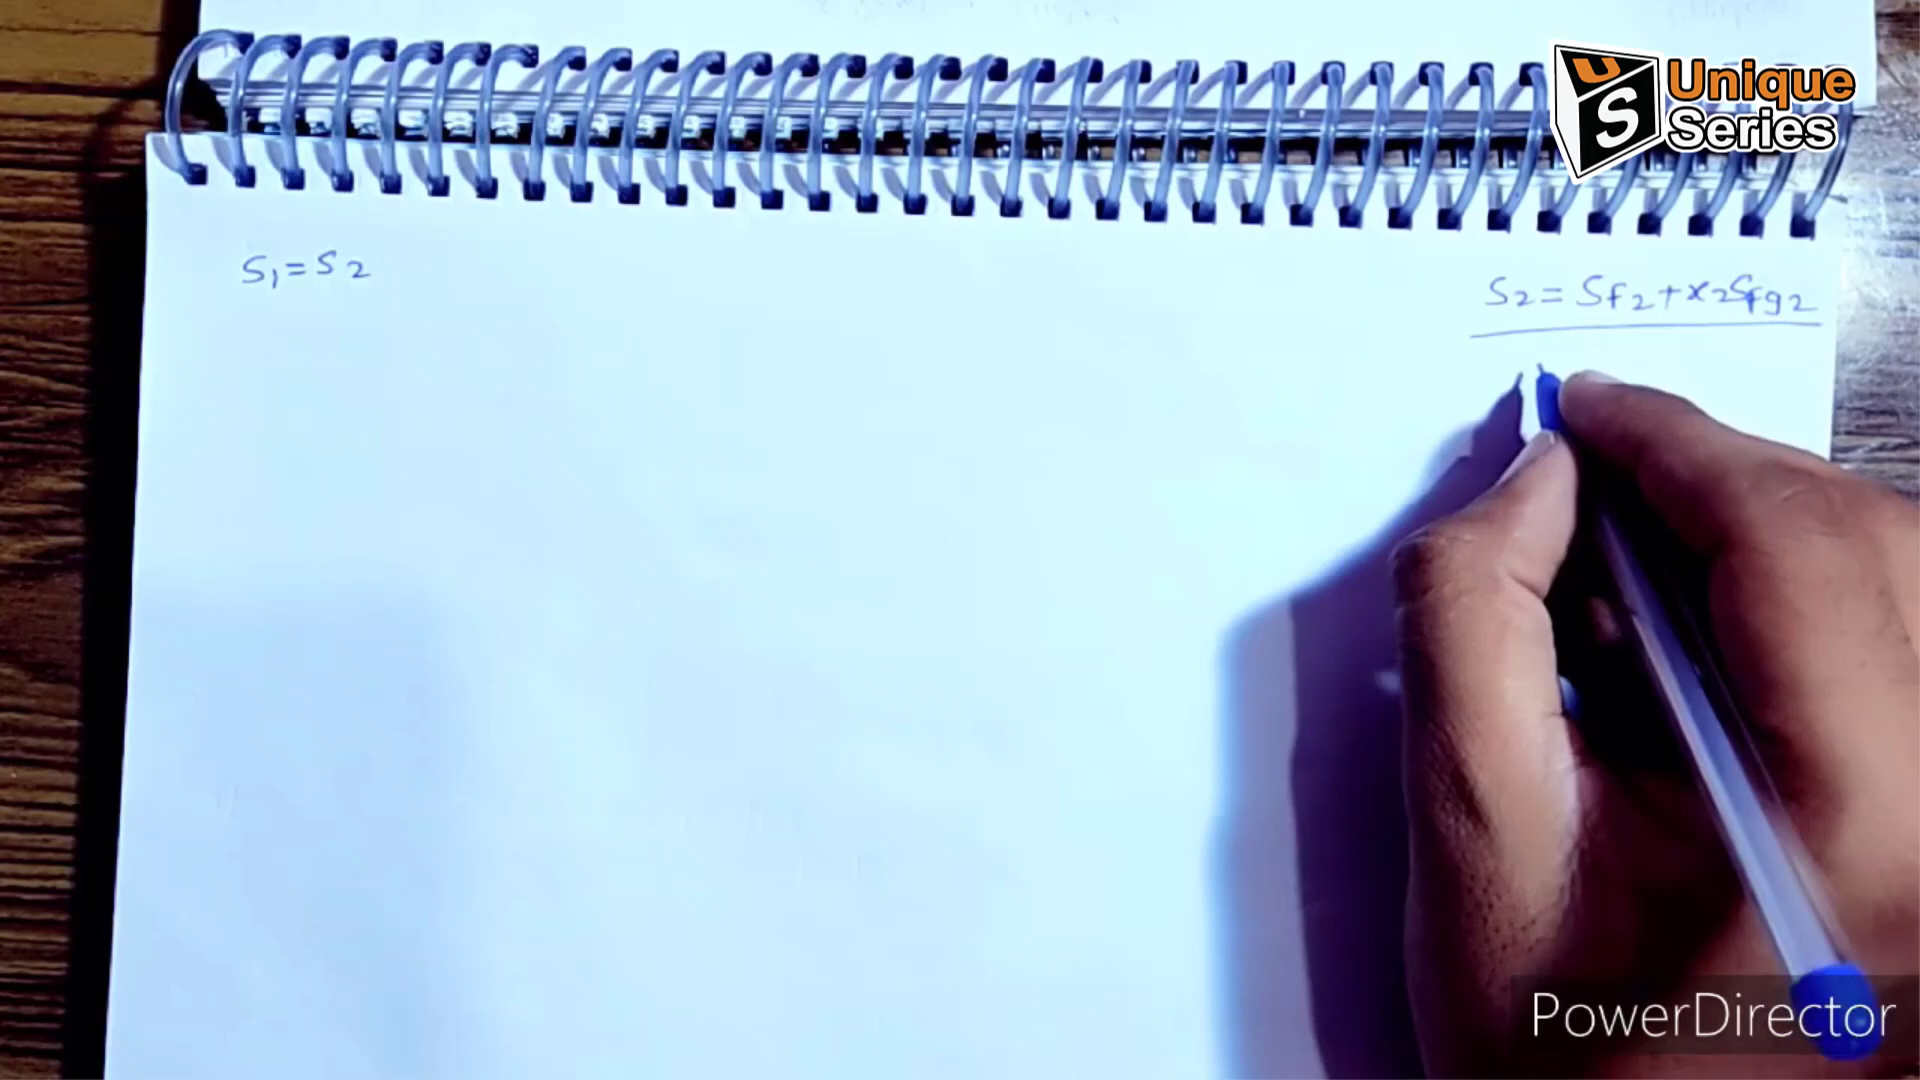 U S Unique
Series
S₁ = S₂
S₂ = Sf₂ + x₂Sfg₂
PowerDirector